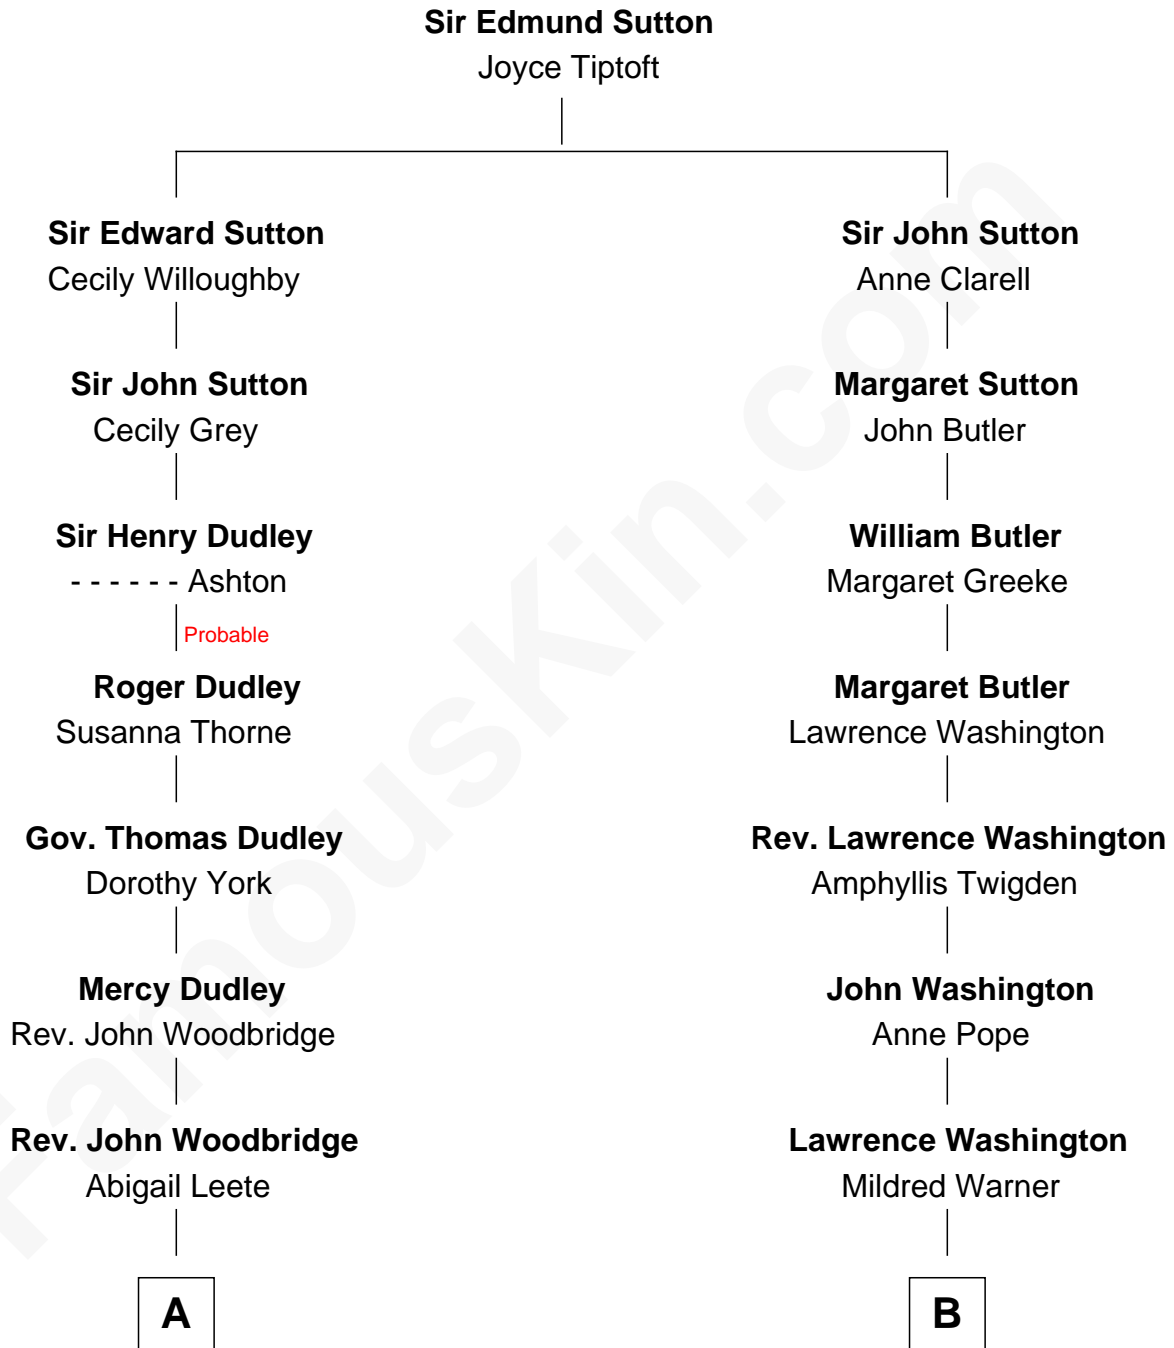 Sir Edmund Sutton
Joyce Tiptoft
Sir Edward Sutton
Cecily Willoughby
Sir John Sutton
Anne Clarell
Sir John Sutton
Cecily Grey
Margaret Sutton
John Butler
Sir Henry Dudley
- - - - - - Ashton
Probable
William Butler
Margaret Greeke
Roger Dudley
Susanna Thorne
Margaret Butler
Lawrence Washington
Gov. Thomas Dudley
Dorothy York
Rev. Lawrence Washington
Amphyllis Twigden
Mercy Dudley
Rev. John Woodbridge
John Washington
Anne Pope
Rev. John Woodbridge
Abigail Leete
Lawrence Washington
Mildred Warner
A
B
FamousKin.com